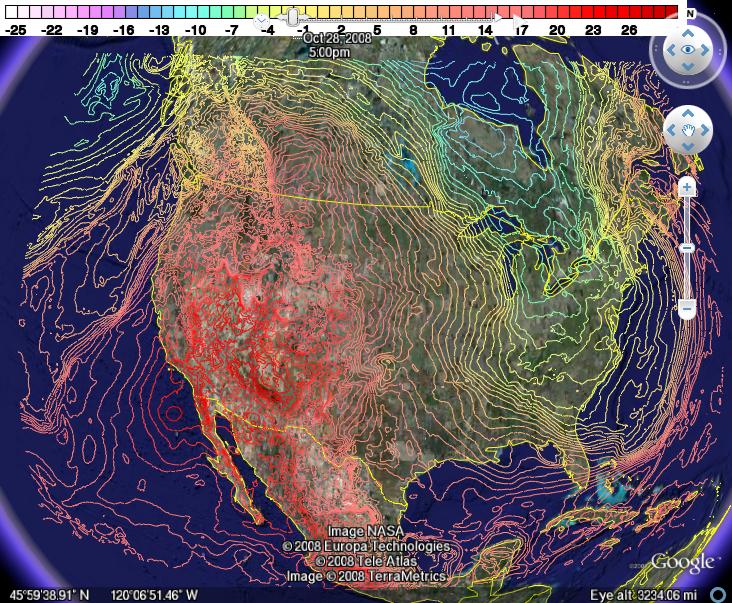 -25 -22 -19 -16 -13 -10 -7 -4 -1 2 5 8 11 14 17 20 23 26
N
Oct 28, 2008
5:00pm
Image NASA
© 2008 Europa Technologies
© 2008 Tele Atlas
Image © 2008 TerraMetrics
Google
45°59'38.91" N 120°06'51.46" W
Eye alt 3234.06 mi